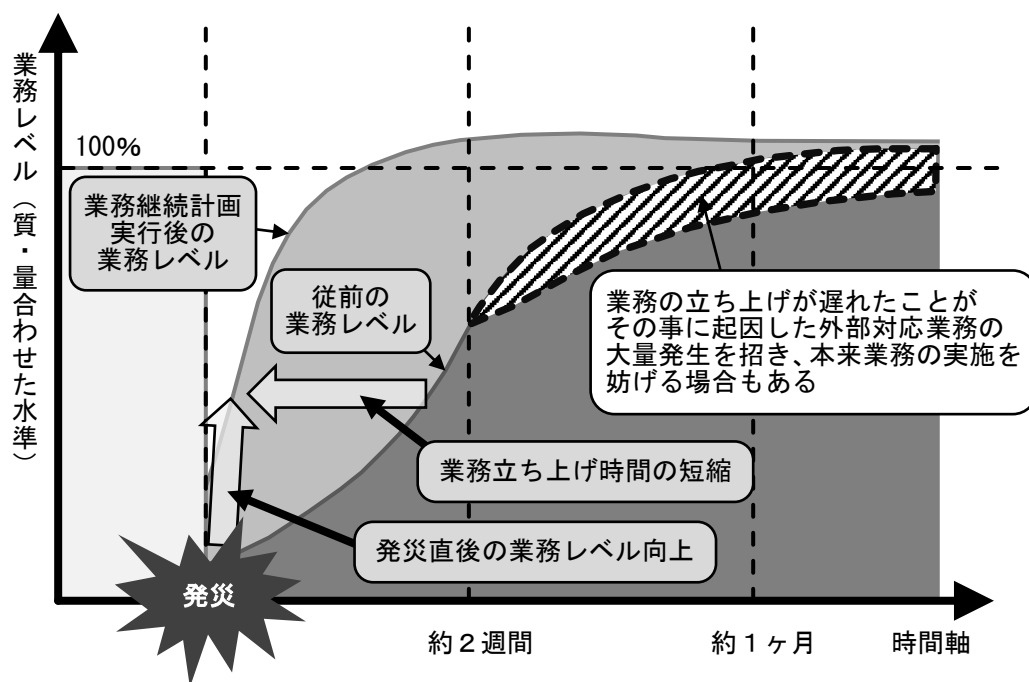 業務レベル（質・量合わせた水準）
100%
業務継続計画
実行後の
業務レベル
従前の
業務レベル
業務の立ち上げが遅れたことが
その事に起因した外部対応業務の
大量発生を招き、本来業務の実施を
妨げる場合もある
業務立ち上げ時間の短縮
発災直後の業務レベル向上
発災
約２週間
約１ヶ月
時間軸